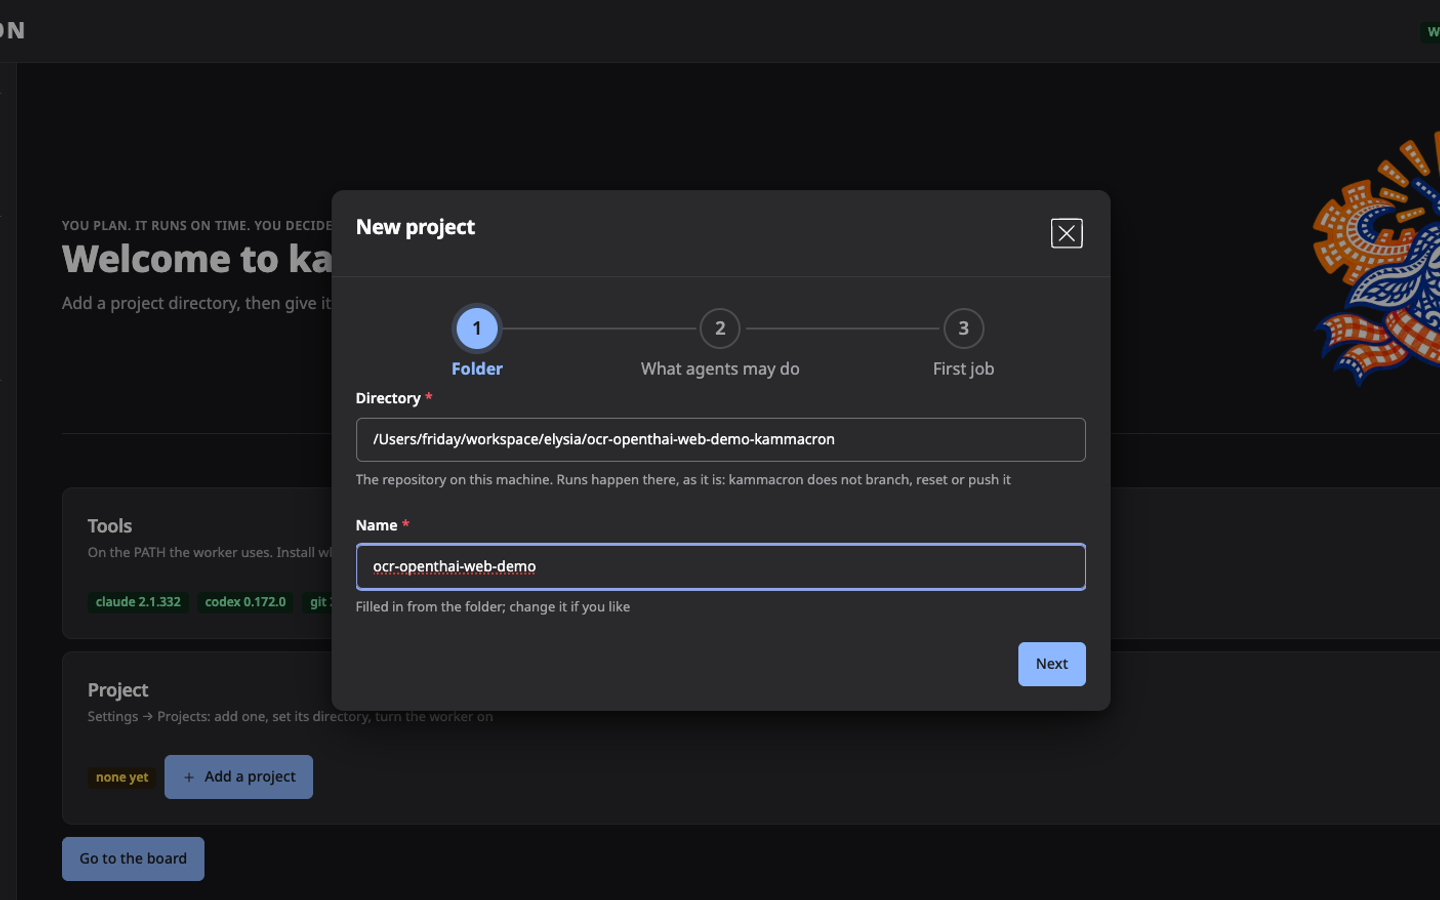 ON
YOU PLAN. IT RUNS ON TIME. YOU DECIDE
Welcome to ka
Add a project directory, then give it
New project
1
2
3
Folder
What agents may do
First job
Directory *
/Users/friday/workspace/elysia/ocr-openthai-web-demo-kammacron
The repository on this machine. Runs happen there, as it is: kammacron does not branch, reset or push it
Name *
ocr-openthai-web-demo
Filled in from the folder; change it if you like
Next
Tools
On the PATH the worker uses. Install
claude 2.1.332
codex 0.172.0
git
Project
Settings → Projects: add one, set its directory, turn the worker on
none yet
+ Add a project
Go to the board